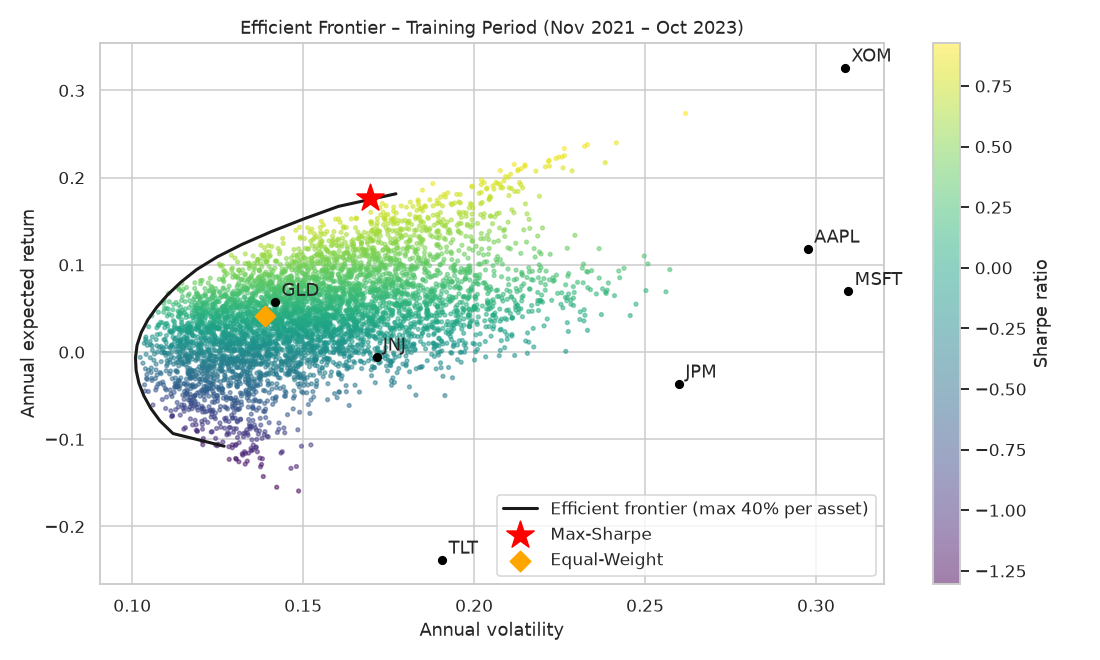 Efficient Frontier – Training Period (Nov 2021 – Oct 2023)
XOM
AAPL
MSFT
GLD
JNJ
JPM
TLT
Annual expected return
0.3
0.2
0.1
0.0
−0.1
−0.2
0.10
0.15
0.20
0.25
0.30
Annual volatility
Efficient frontier (max 40% per asset)
Max-Sharpe
Equal-Weight
0.75
0.50
0.25
0.00
−0.25
−0.50
−0.75
−1.00
−1.25
Sharpe ratio